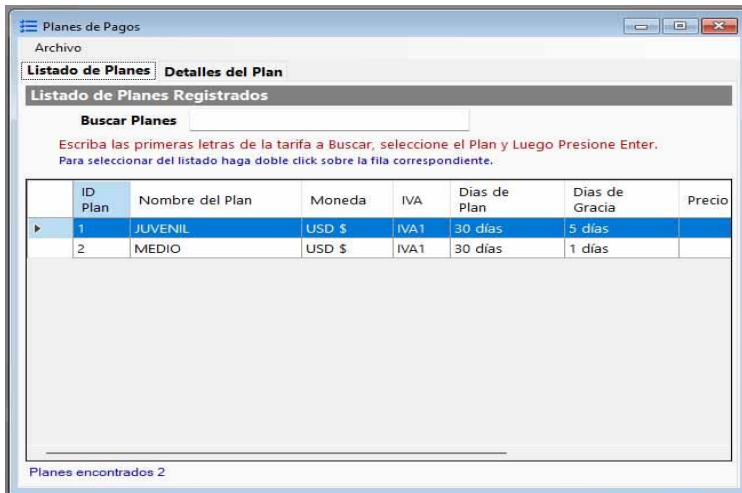 Planes de Pagos
Archivo
Listado de Planes Detalles del Plan
Listado de Planes Registrados
Buscar Planes
Escriba las primeras letras de la tarifa a Buscar, seleccione el Plan y Luego Presione Enter.
Para seleccionar del listado haga doble click sobre la fila correspondiente.
ID Plan Nombre del Plan Moneda IVA Dias de Plan Dias de Gracia Precio
1 JUVENIL USD $ IVA1 30 días 5 días
2 MEDIO USD $ IVA1 30 días 1 días
Planes encontrados 2